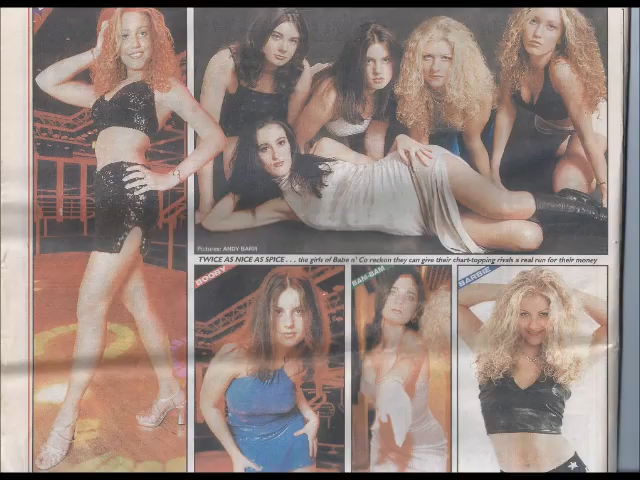 Pictures: ANDY BARR
TWICE AS NICE AS SPICE . . . the girls of Babe n' Co reckon they can give their chart-topping rivals a real run for their money
BOOBY
BAM-BAM
BARBIE